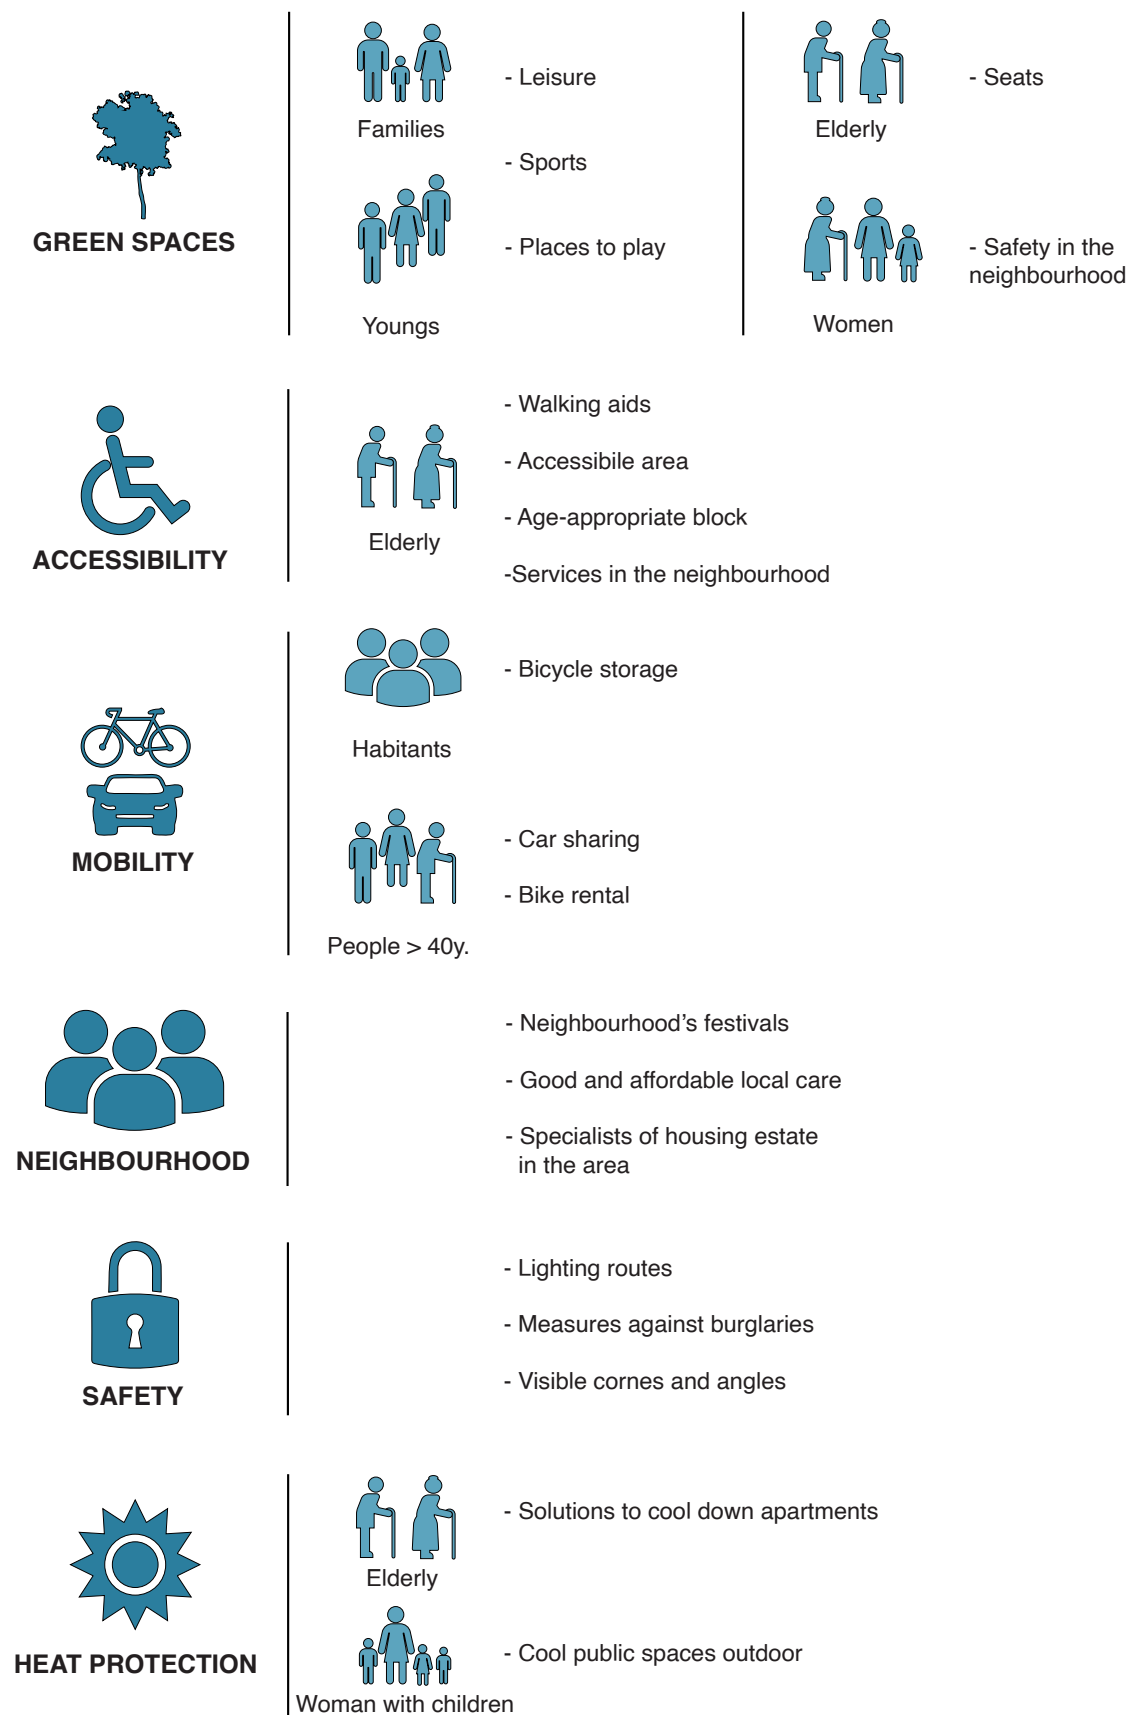 GREEN SPACES
Families
Youngs
- Leisure
- Sports
- Places to play
Elderly
- Seats
Women
- Safety in the
neighbourhood
ACCESSIBILITY
Elderly
- Walking aids
- Accessibile area
- Age-appropriate block
-Services in the neighbourhood
MOBILITY
Habitants
- Bicycle storage
People > 40y.
- Car sharing
- Bike rental
NEIGHBOURHOOD
- Neighbourhood’s festivals
- Good and affordable local care
- Specialists of housing estate
in the area
SAFETY
- Lighting routes
- Measures against burglaries
- Visible cornes and angles
HEAT PROTECTION
Elderly
- Solutions to cool down apartments
Woman with children
- Cool public spaces outdoor